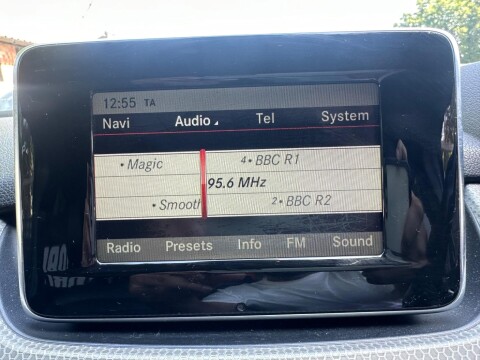 12:55 TA
Navi Audio Tel System
• Magic 4• BBC R1
95.6 MHz
• Smooth 2• BBC R2
Radio Presets Info FM Sound